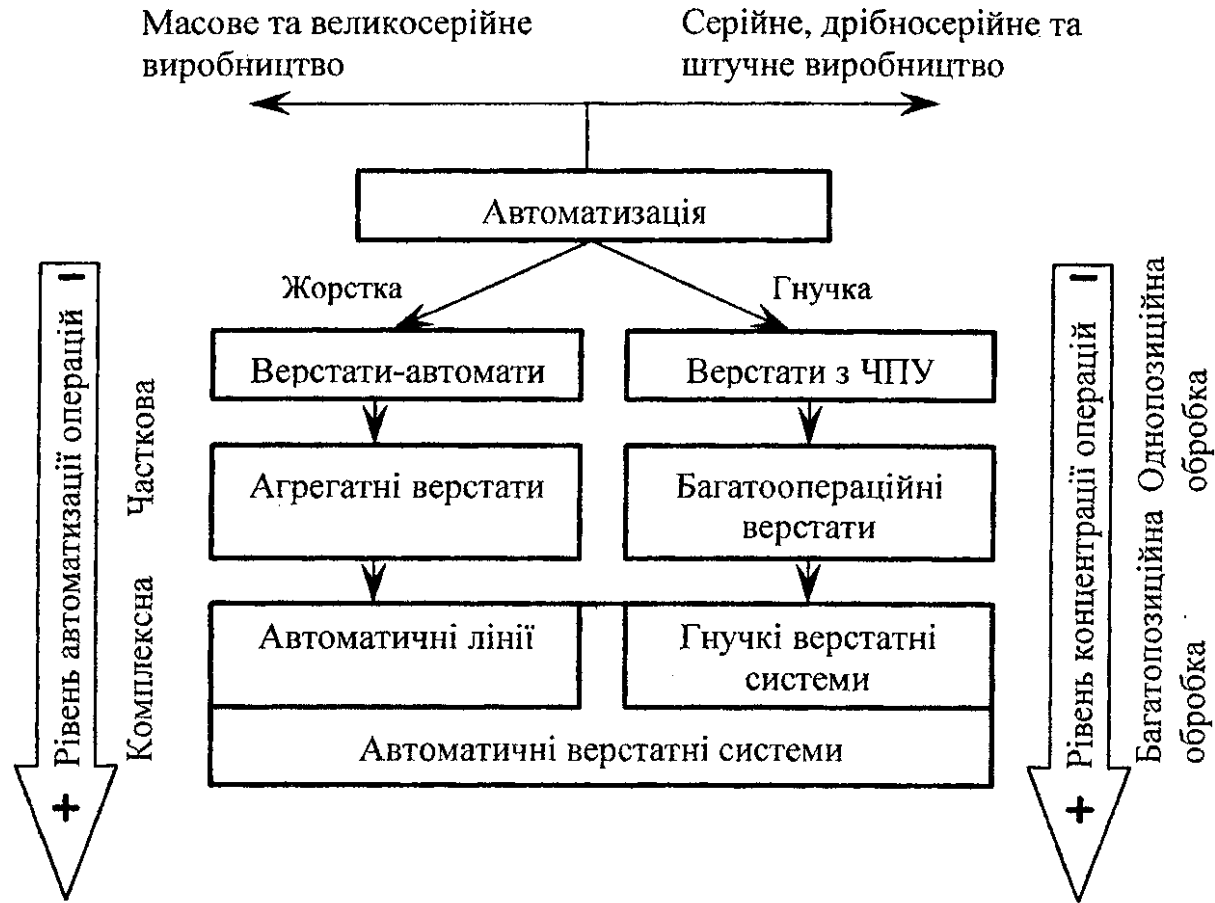 Масове та великосерійне
виробництво
Серійне, дрібносерійне та
штучне виробництво
Автоматизація
Жорстка
Гнучка
Верстати-автомати
Верстати з ЧПУ
Агрегатні верстати
Багатоопераційні
верстати
Автоматичні лінії
Гнучкі верстатні
системи
Автоматичні верстатні системи
− Рівень автоматизації операцій +
Часткова
Комплексна
− Рівень концентрації операцій +
Однопозиційна
обробка
Багатопозиційна
обробка